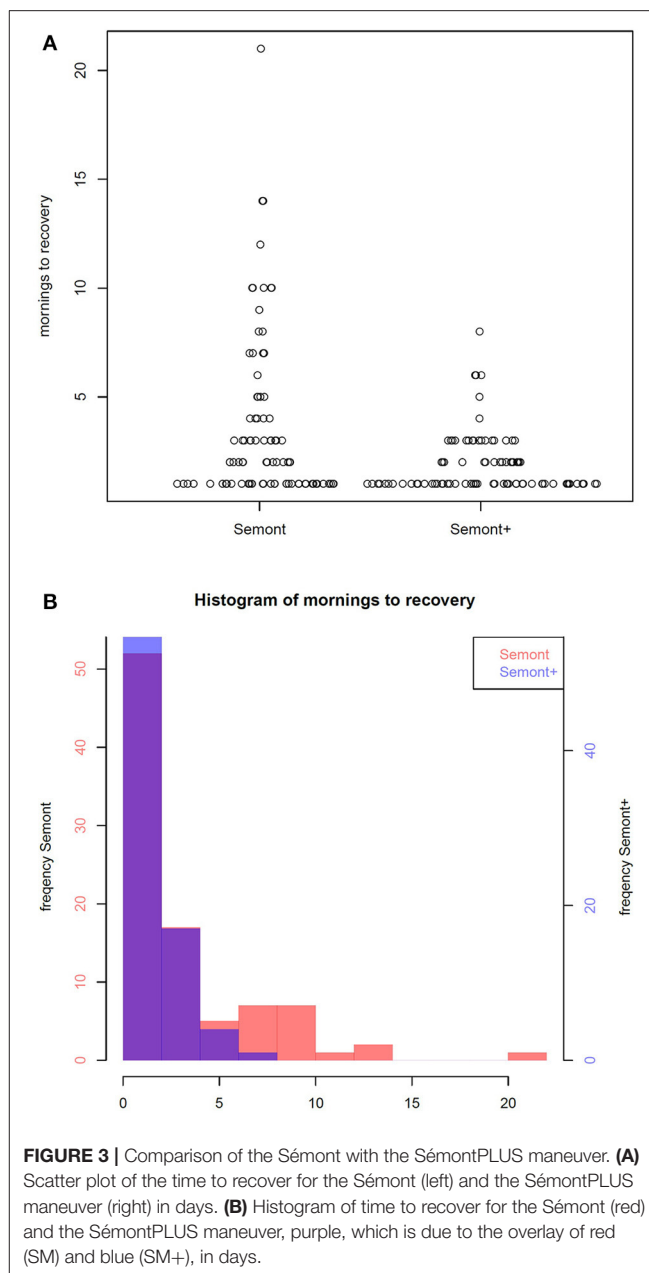 A
20
15
10
5
mornings to recovery
Semont
Semont+
B
Histogram of mornings to recovery
Semont
Semont+
50
40
30
20
10
0
freqency Semont
40
20
0
freqency Semont+
0
5
10
15
20
FIGURE 3 | Comparison of the Sémont with the SémontPLUS maneuver. (A)
Scatter plot of the time to recover for the Sémont (left) and the SémontPLUS
maneuver (right) in days. (B) Histogram of time to recover for the Sémont (red)
and the SémontPLUS maneuver, purple, which is due to the overlay of red
(SM) and blue (SM+), in days.